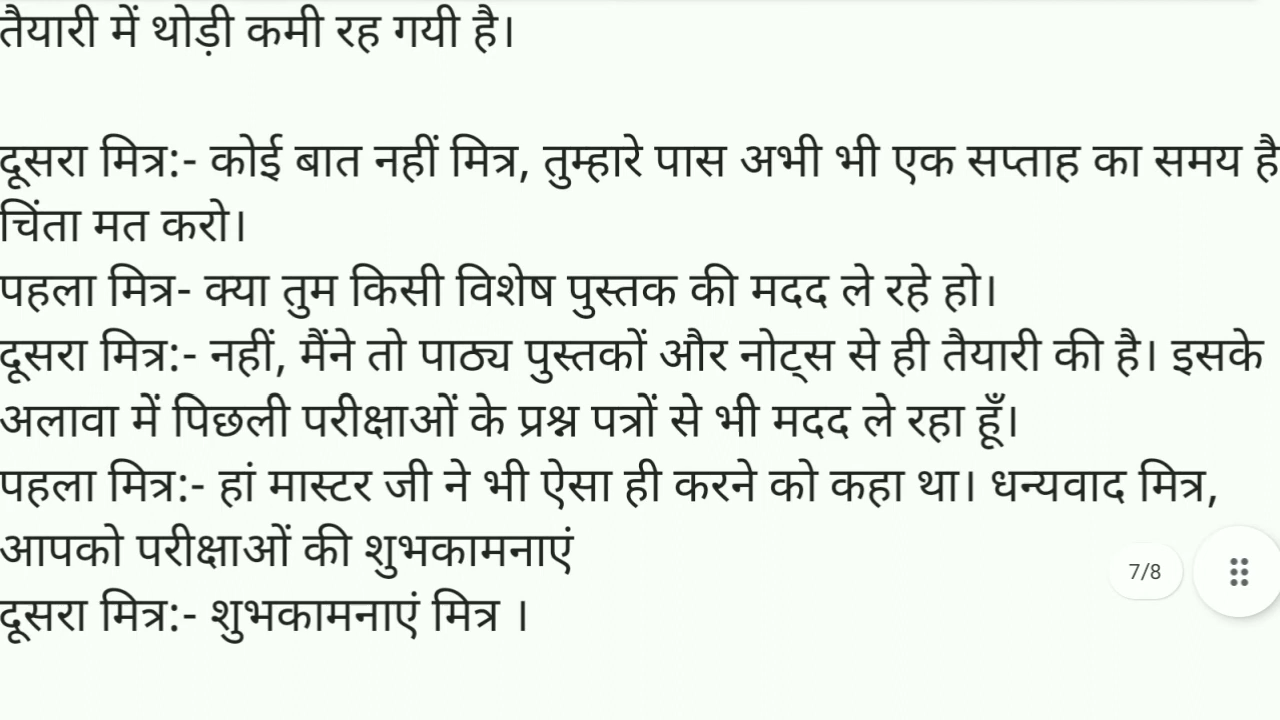 तैयारी में थोड़ी कमी रह गयी है।
दूसरा मित्र:- कोई बात नहीं मित्र, तुम्हारे पास अभी भी एक सप्ताह का समय है
चिंता मत करो।
पहला मित्र- क्या तुम किसी विशेष पुस्तक की मदद ले रहे हो।
दूसरा मित्र:- नहीं, मैंने तो पाठ्य पुस्तकों और नोट्स से ही तैयारी की है। इसके
अलावा में पिछली परीक्षाओं के प्रश्न पत्रों से भी मदद ले रहा हूँ।
पहला मित्र:- हां मास्टर जी ने भी ऐसा ही करने को कहा था। धन्यवाद मित्र,
आपको परीक्षाओं की शुभकामनाएं
7/8
दूसरा मित्र:- शुभकामनाएं मित्र ।